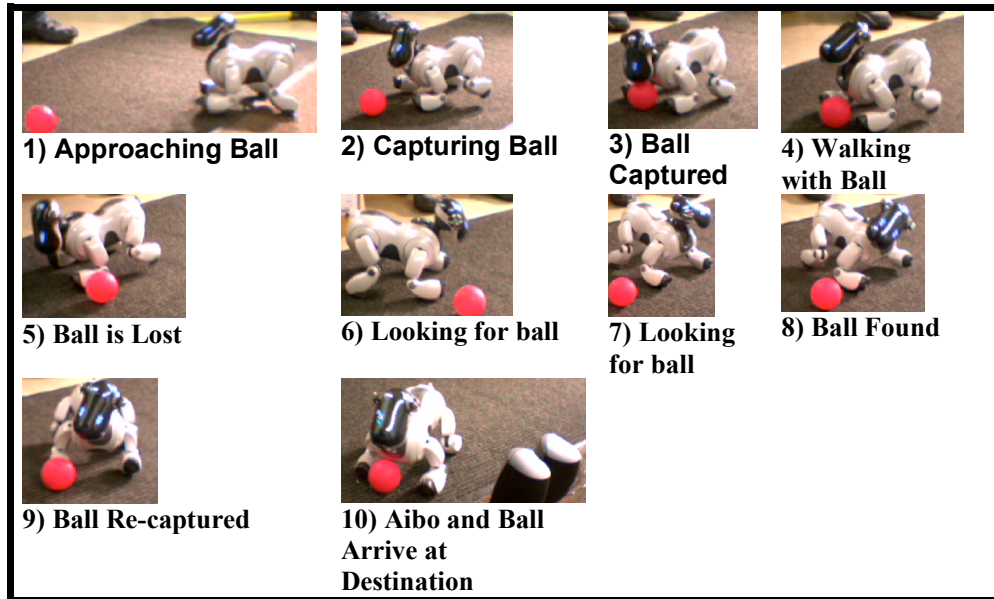 1) Approaching Ball
2) Capturing Ball
3) Ball
Captured
4) Walking
with Ball
5) Ball is Lost
6) Looking for ball
7) Looking
for ball
8) Ball Found
9) Ball Re-captured
10) Aibo and Ball
Arrive at
Destination